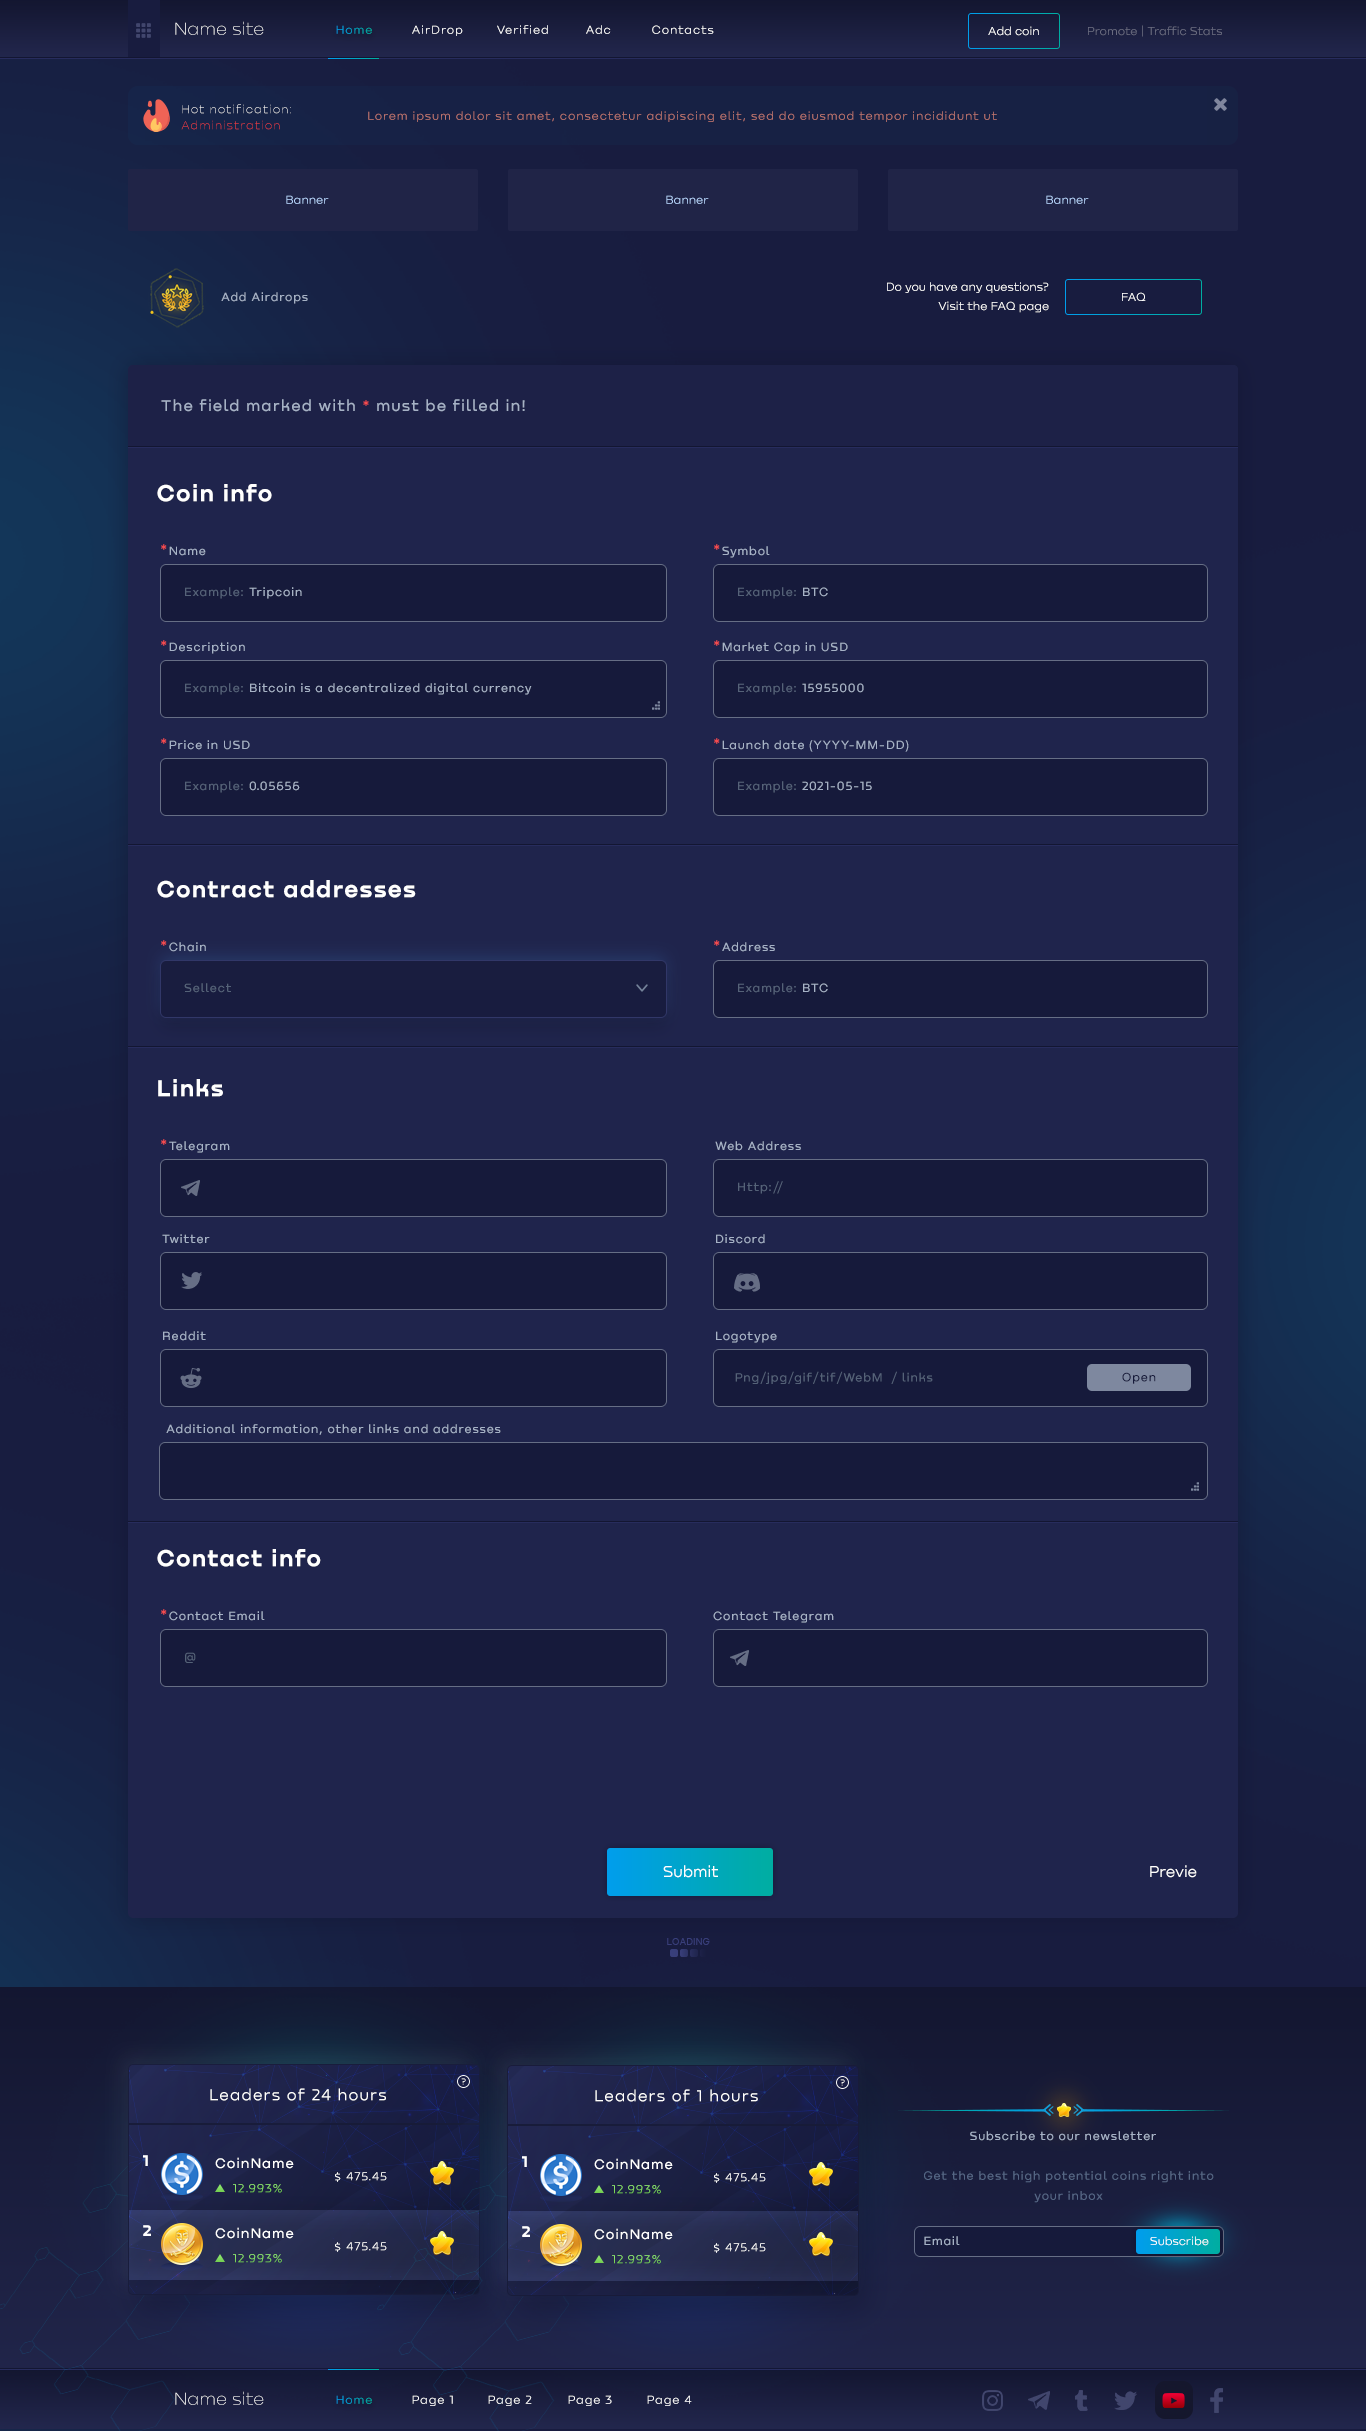 Name site
Home AirDrop Verified Adc Contacts
Add coin
Promote | Traffic Stats
Hot notification:
Administration
Lorem ipsum dolor sit amet, consectetur adipiscing elit, sed do eiusmod tempor incididunt ut
Banner
Banner
Banner
Add Airdrops
Do you have any questions?
Visit the FAQ page
FAQ
The field marked with * must be filled in!
Coin info
*Name
Example: Tripcoin
*Symbol
Example: BTC
*Description
Example: Bitcoin is a decentralized digital currency
*Market Cap in USD
Example: 15955000
*Price in USD
Example: 0.05656
*Launch date (YYYY-MM-DD)
Example: 2021-05-15
Contract addresses
*Chain
Sellect
*Address
Example: BTC
Links
*Telegram
Web Address
Http://
Twitter
Discord
Reddit
Logotype
Png/jpg/gif/tif/WebM / links
Open
Additional information, other links and addresses
Contact info
*Contact Email
@
Contact Telegram
Submit
Previe
LOADING
Leaders of 24 hours
?
1 CoinName
12.993%
$ 475.45
2 CoinName
12.993%
$ 475.45
Leaders of 1 hours
?
1 CoinName
12.993%
$ 475.45
2 CoinName
12.993%
$ 475.45
Subscribe to our newsletter
Get the best high potential coins right into
your inbox
Email
Subscribe
Name site
Home Page 1 Page 2 Page 3 Page 4